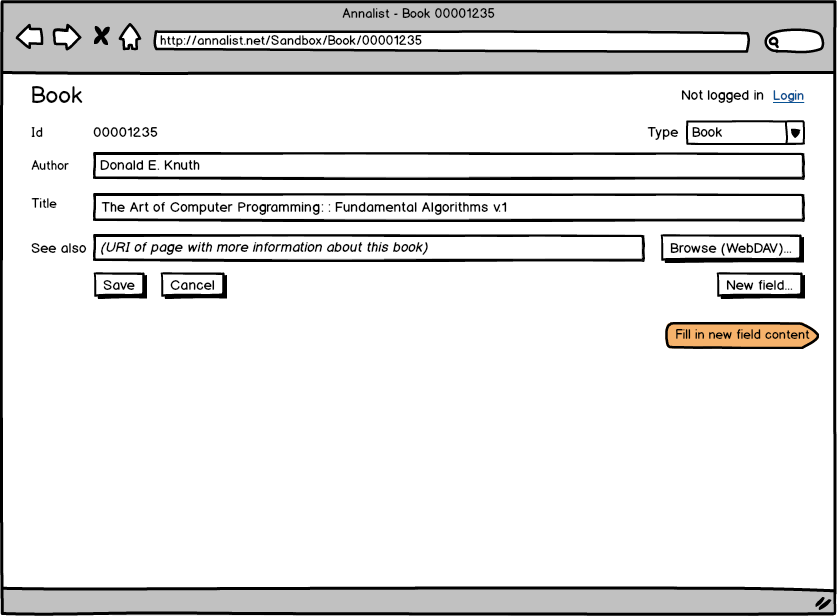 Annalist - Book 00001235
http://annalist.net/Sandbox/Book/00001235
Book
Not logged in Login
Id 00001235 Type Book
Author Donald E. Knuth
Title The Art of Computer Programming: : Fundamental Algorithms v.1
See also (URI of page with more information about this book) Browse (WebDAV)...
Save Cancel New field...
Fill in new field content